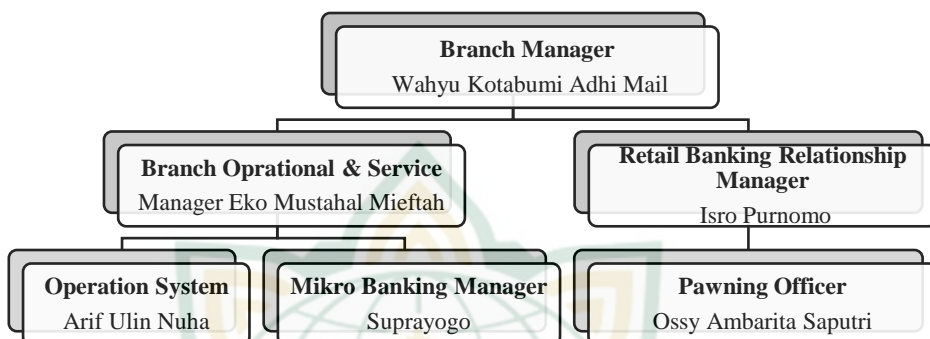 Branch Manager
Wahyu Kotabumi Adhi Mail
Branch Oprational & Service
Manager Eko Mustahal Mieftah
Retail Banking Relationship
Manager
Isro Purnomo
Operation System
Arif Ulin Nuha
Mikro Banking Manager
Suprayogo
Pawning Officer
Ossy Ambarita Saputri